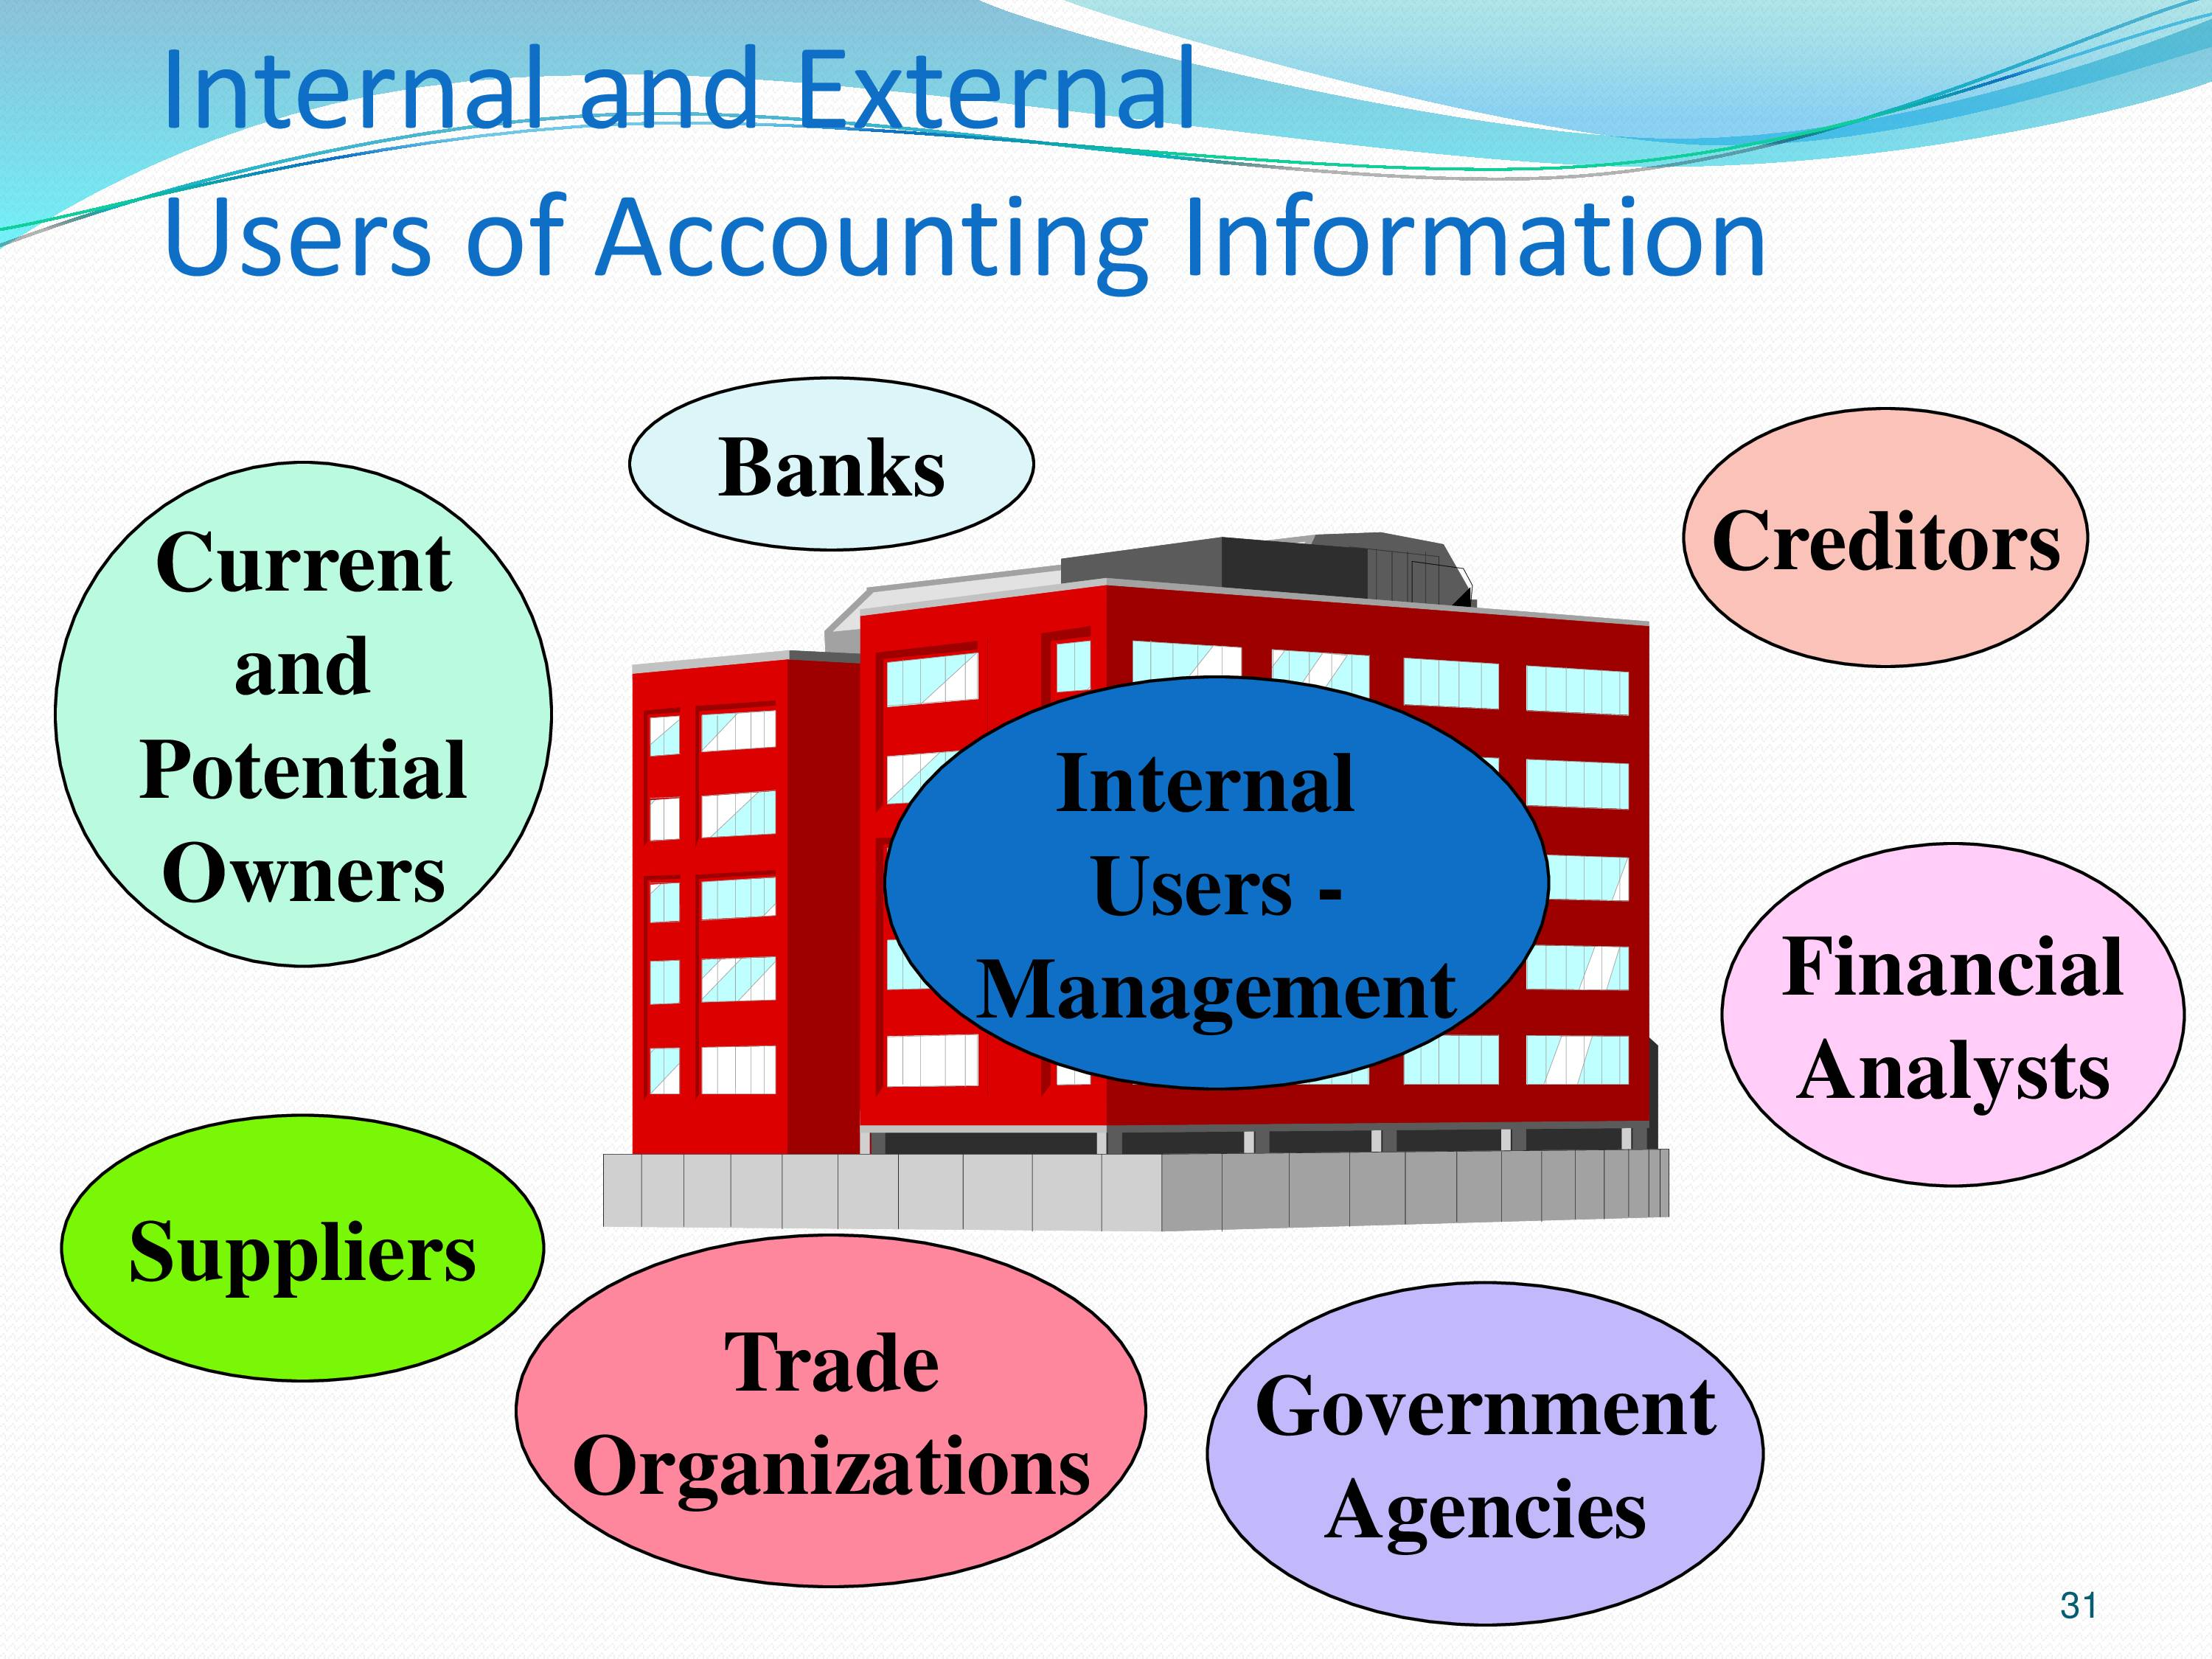 Internal and External
Users of Accounting Information
Banks
Creditors
Current
and
Potential
Owners
Internal
Users -
Management
Financial
Analysts
Suppliers
Trade
Organizations
Government
Agencies
31